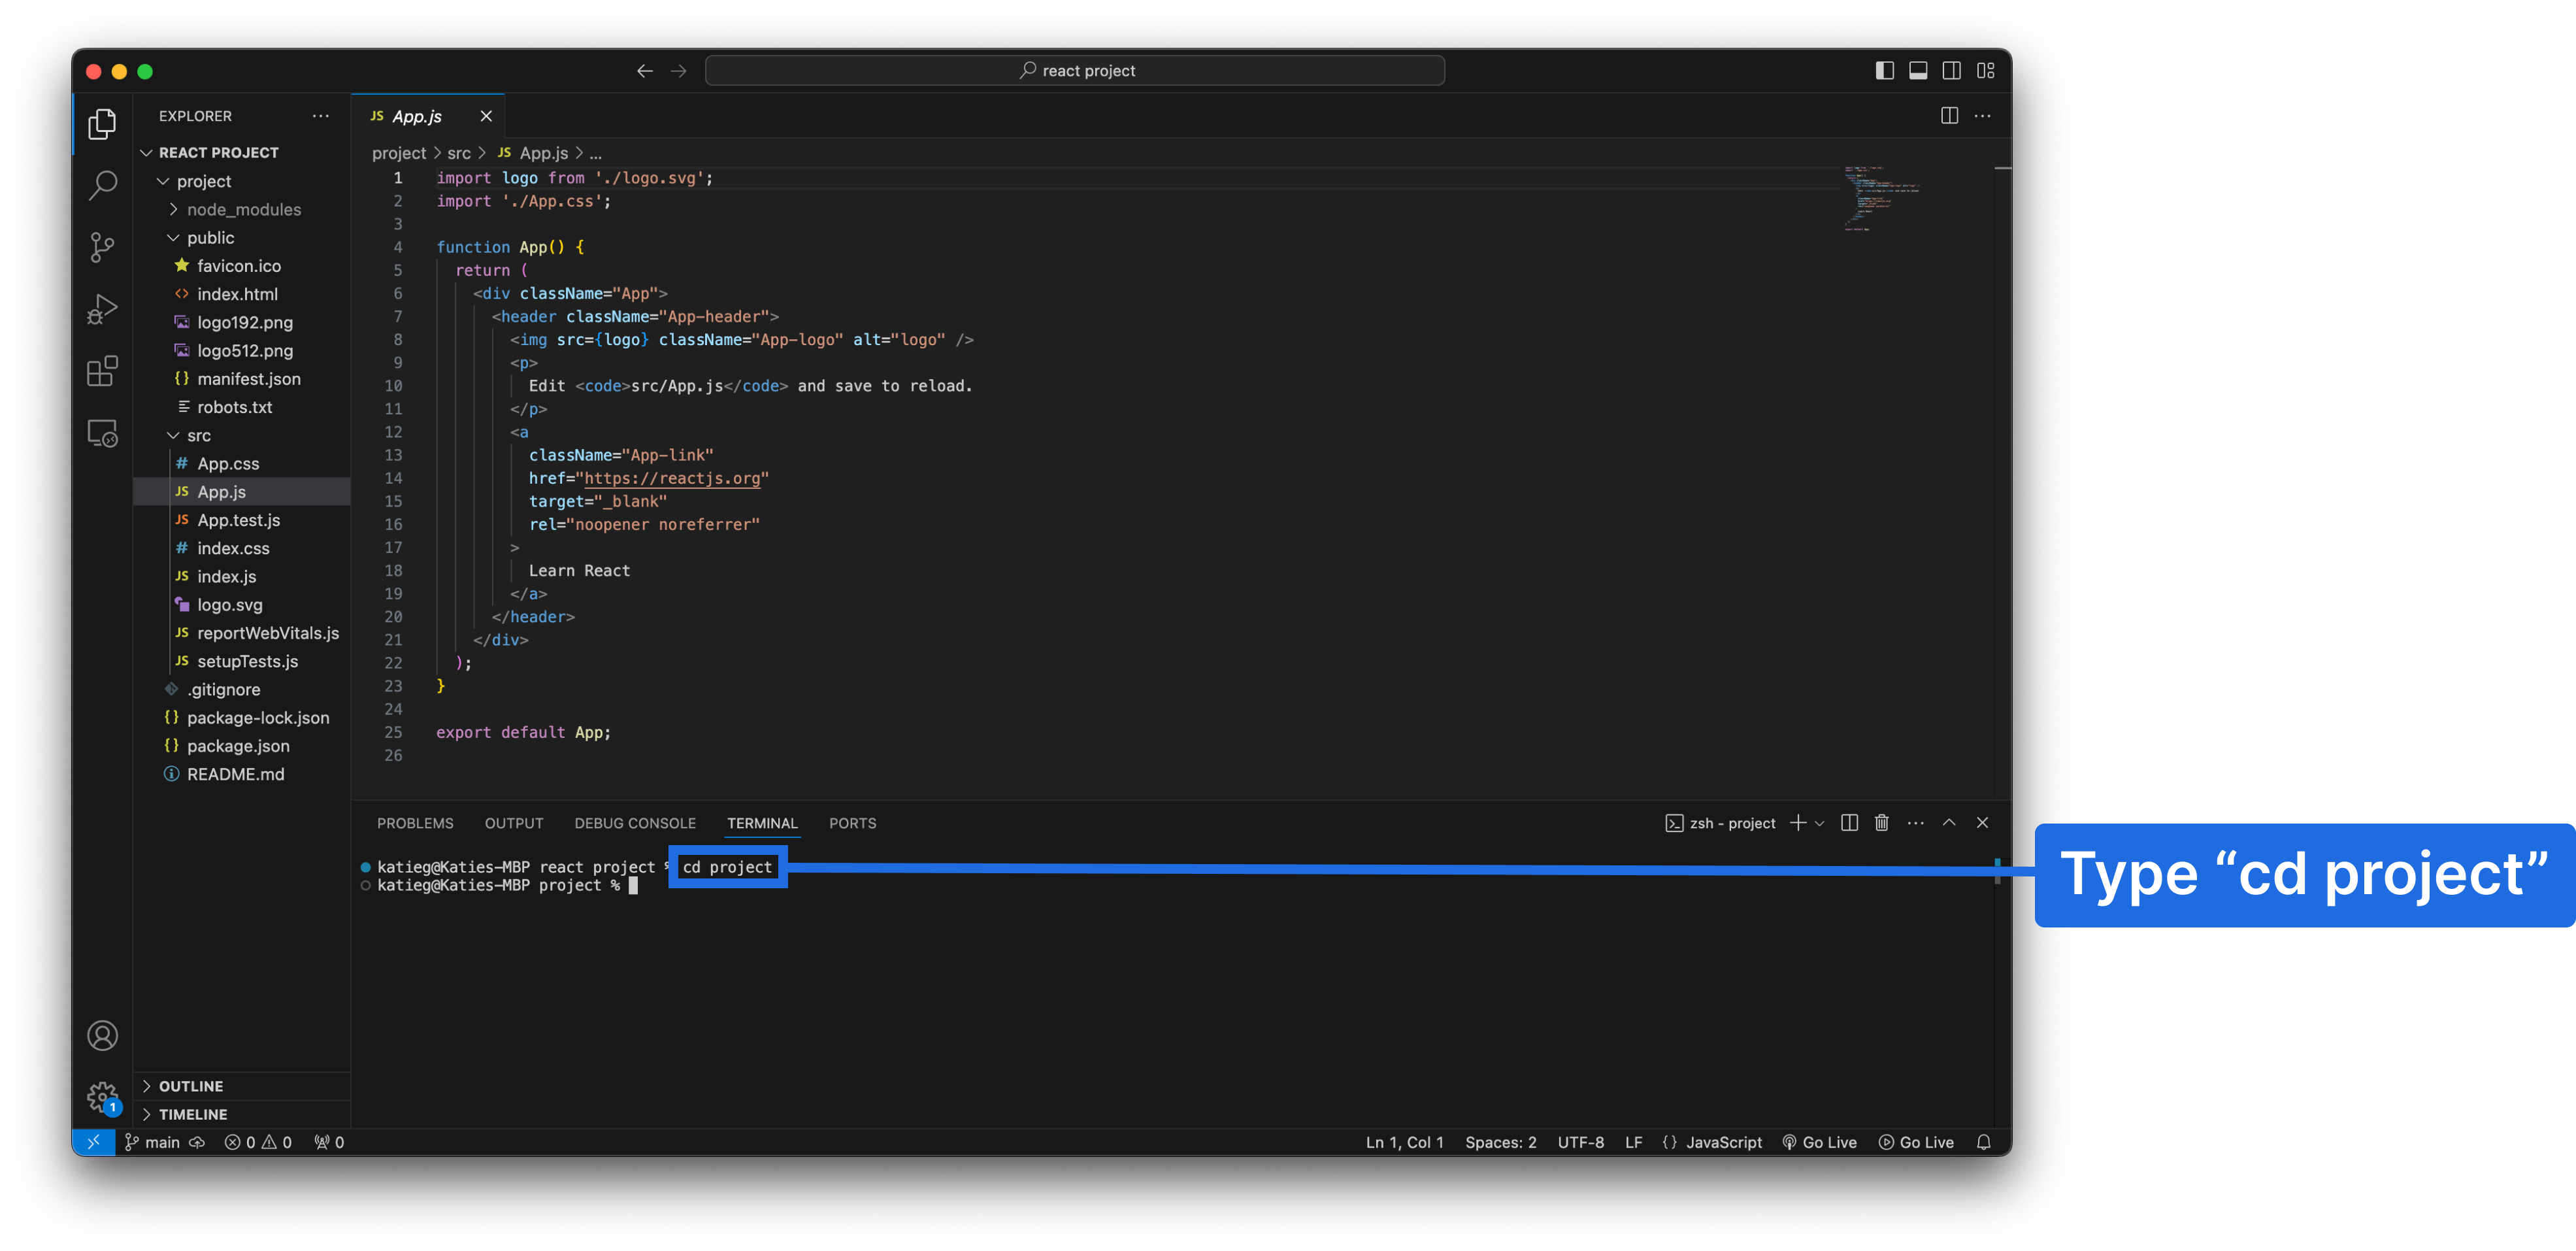 react project
EXPLORER ...
REACT PROJECT
project
node_modules
public
favicon.ico
<> index.html
logo192.png
logo512.png
{} manifest.json
robots.txt
src
# App.css
JS App.js
JS App.test.js
# index.css
JS index.js
logo.svg
JS reportWebVitals.js
JS setupTests.js
.gitignore
{} package-lock.json
{} package.json
README.md
OUTLINE
TIMELINE
JS App.js
project > src > JS App.js > ...
1 import logo from './logo.svg';
2 import './App.css';
3
4 function App() {
5 return (
6 <div className="App">
7 <header className="App-header">
8 <img src={logo} className="App-logo" alt="logo" />
9 <p>
10 Edit <code>src/App.js</code> and save to reload.
11 </p>
12 <a
13 className="App-link"
14 href="https://reactjs.org"
15 target="_blank"
16 rel="noopener noreferrer"
17 >
18 Learn React
19 </a>
20 </header>
21 </div>
22 );
23 }
24
25 export default App;
26
PROBLEMS OUTPUT DEBUG CONSOLE TERMINAL PORTS
zsh - project
katieg@Katies-MBP react project % cd project
katieg@Katies-MBP project %
Type “cd project”
1
main 0 0 0
Ln 1, Col 1 Spaces: 2 UTF-8 LF {} JavaScript Go Live Go Live